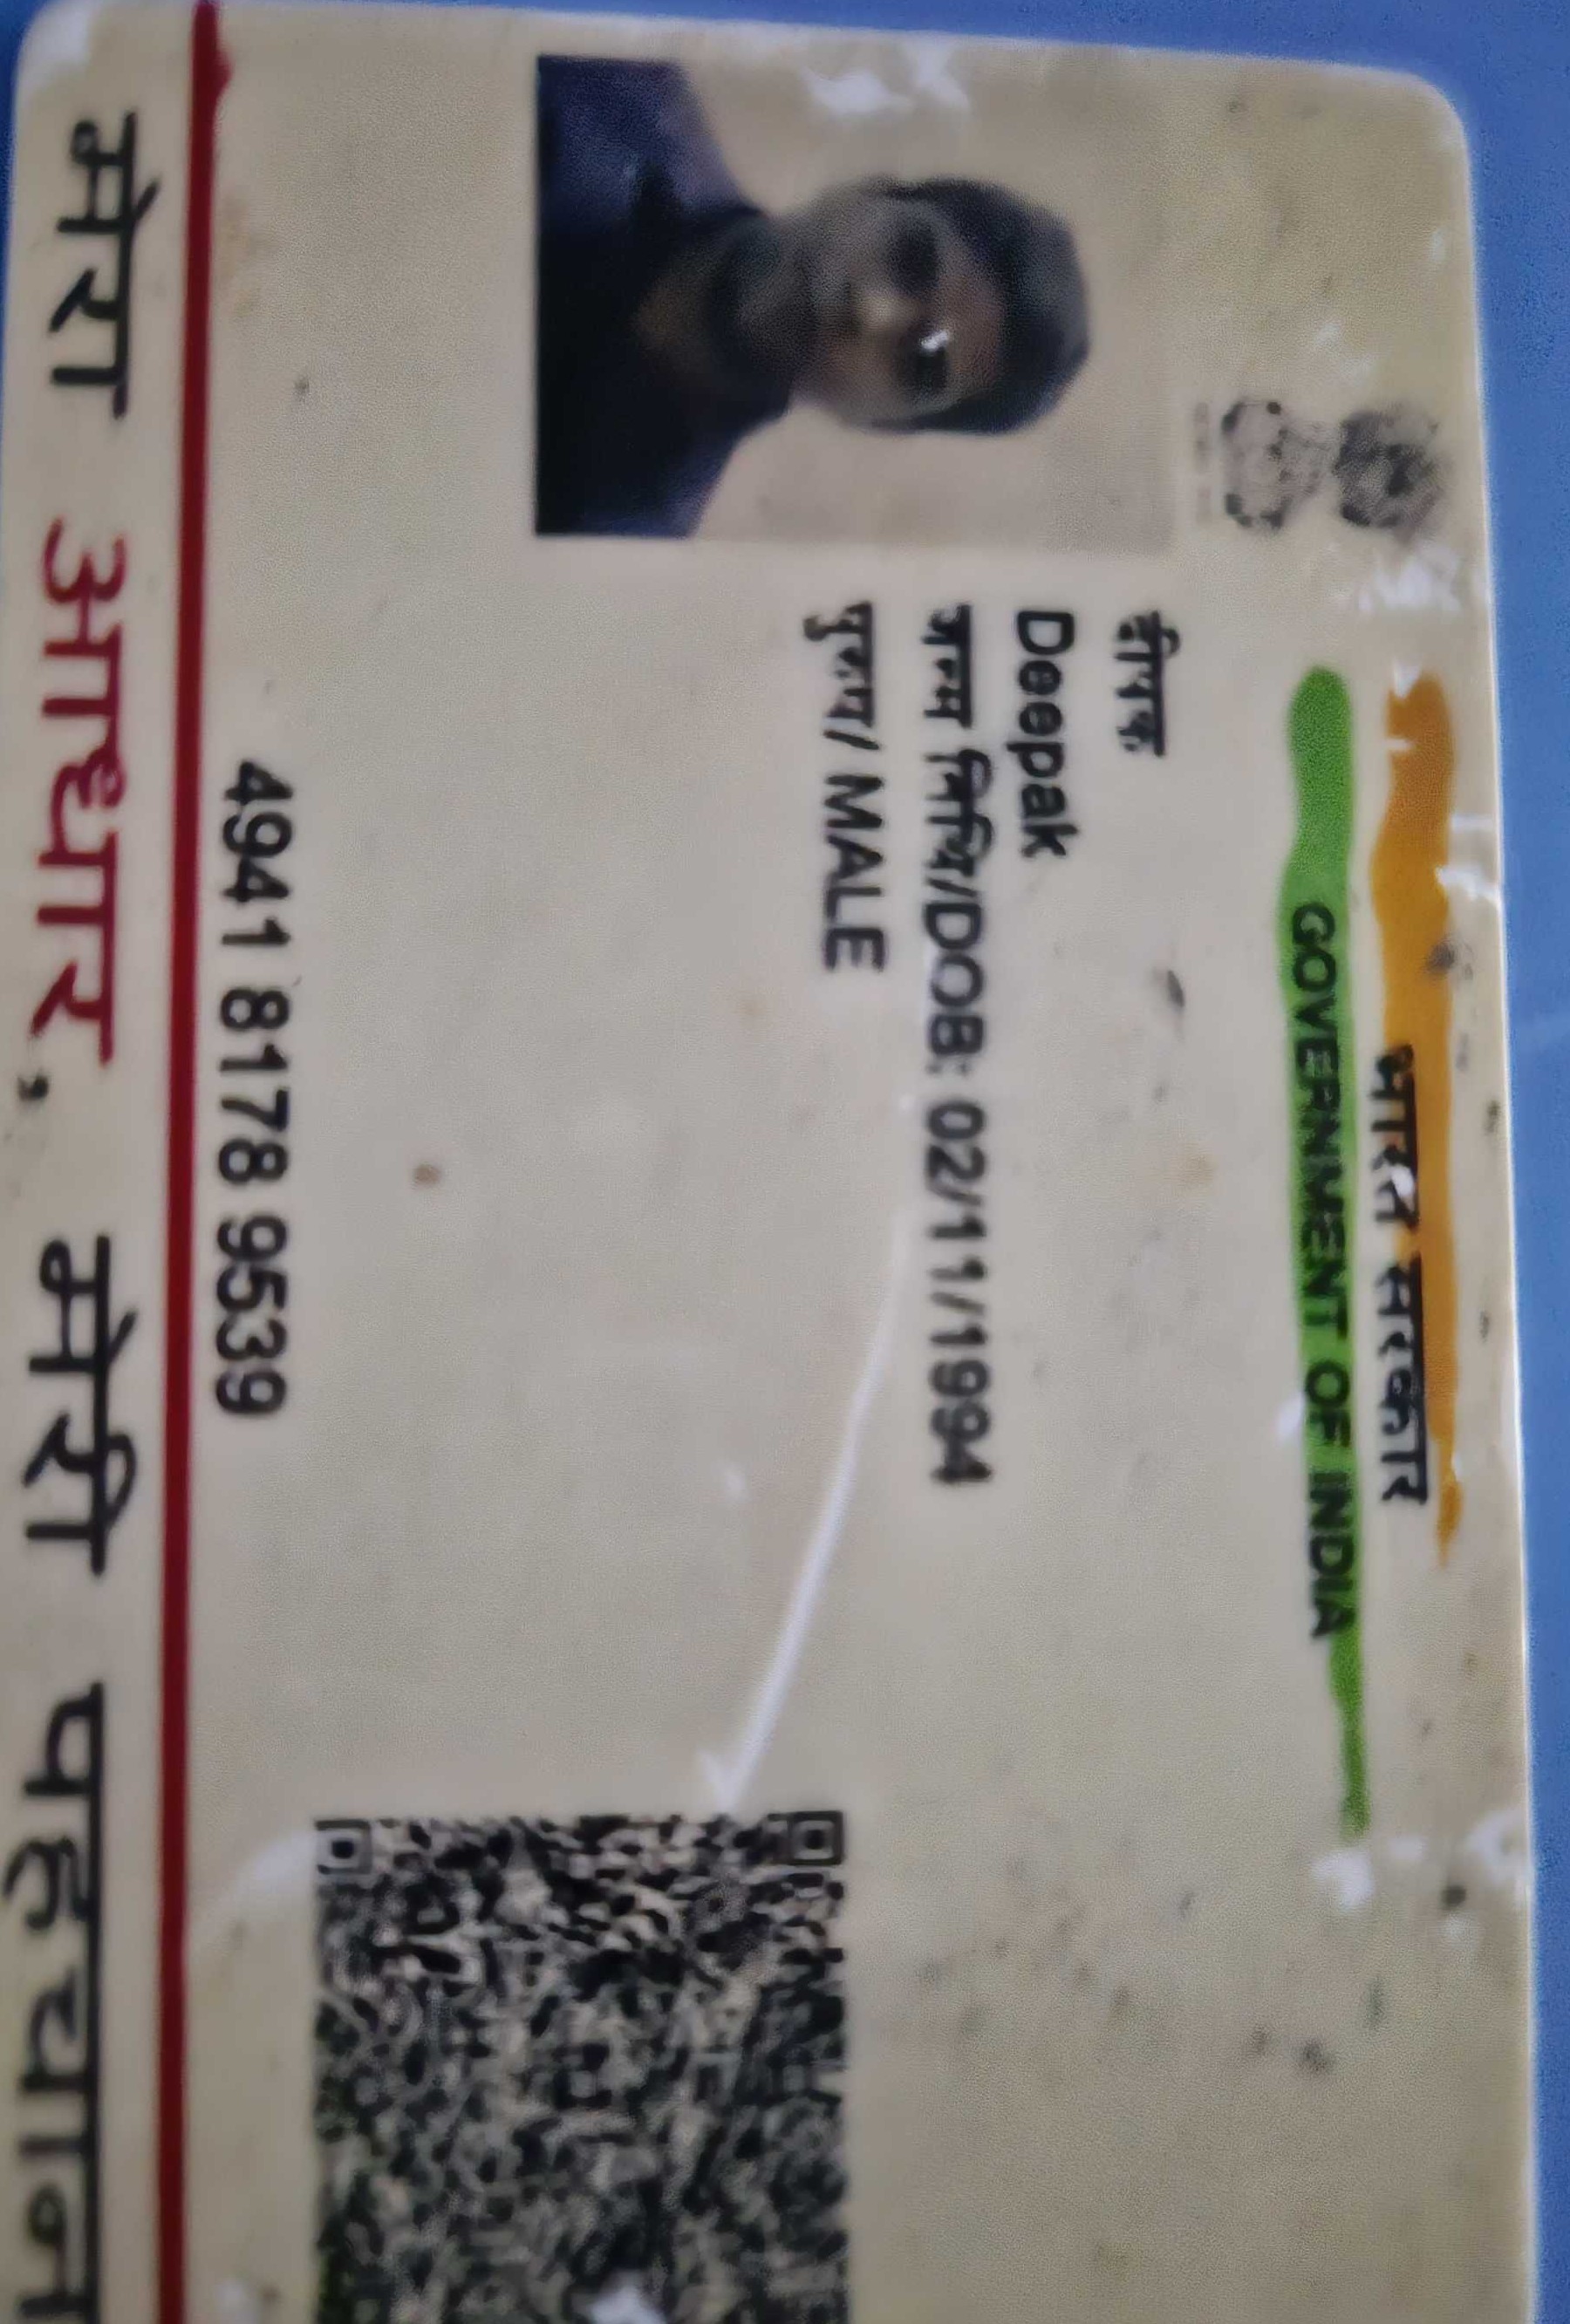 भारत सरकार
GOVERNMENT OF INDIA
दीपक
Deepak
जन्म तिथि/DOB: 02/11/1994
पुरुष/ MALE
4941 8178 9539
मेरा आधार, मेरी पहचान